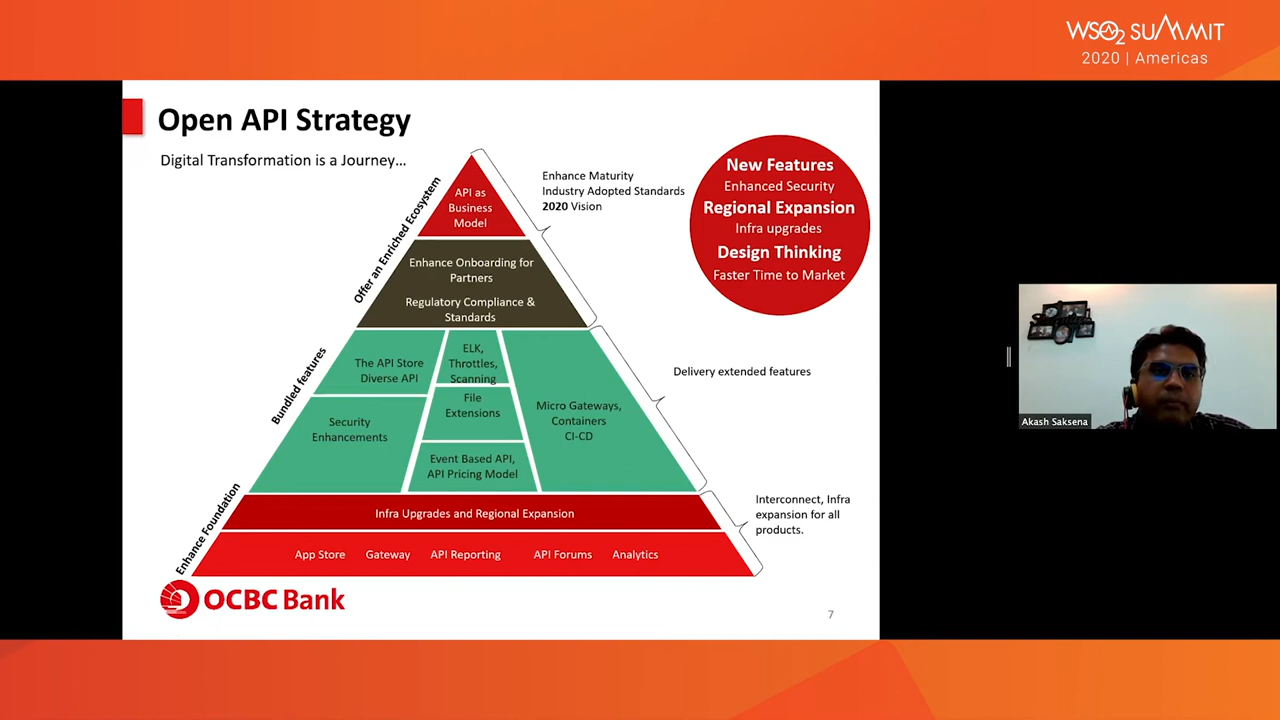 WSO2 SUMMIT
2020 | Americas
Open API Strategy
Digital Transformation is a Journey...
Offer an Enriched Ecosystem
Bundled features
Enhance Foundation
API as
Business
Model
Enhance Onboarding for
Partners
Regulatory Compliance &
Standards
The API Store
Diverse API
Security
Enhancements
ELK,
Throttles,
Scanning
File
Extensions
Event Based API,
API Pricing Model
Micro Gateways,
Containers
CI-CD
Infra Upgrades and Regional Expansion
App Store Gateway API Reporting API Forums Analytics
Enhance Maturity
Industry Adopted Standards
2020 Vision
Delivery extended features
Interconnect, Infra
expansion for all
products.
New Features
Enhanced Security
Regional Expansion
Infra upgrades
Design Thinking
Faster Time to Market
OCBC Bank
7
Akash Saksena